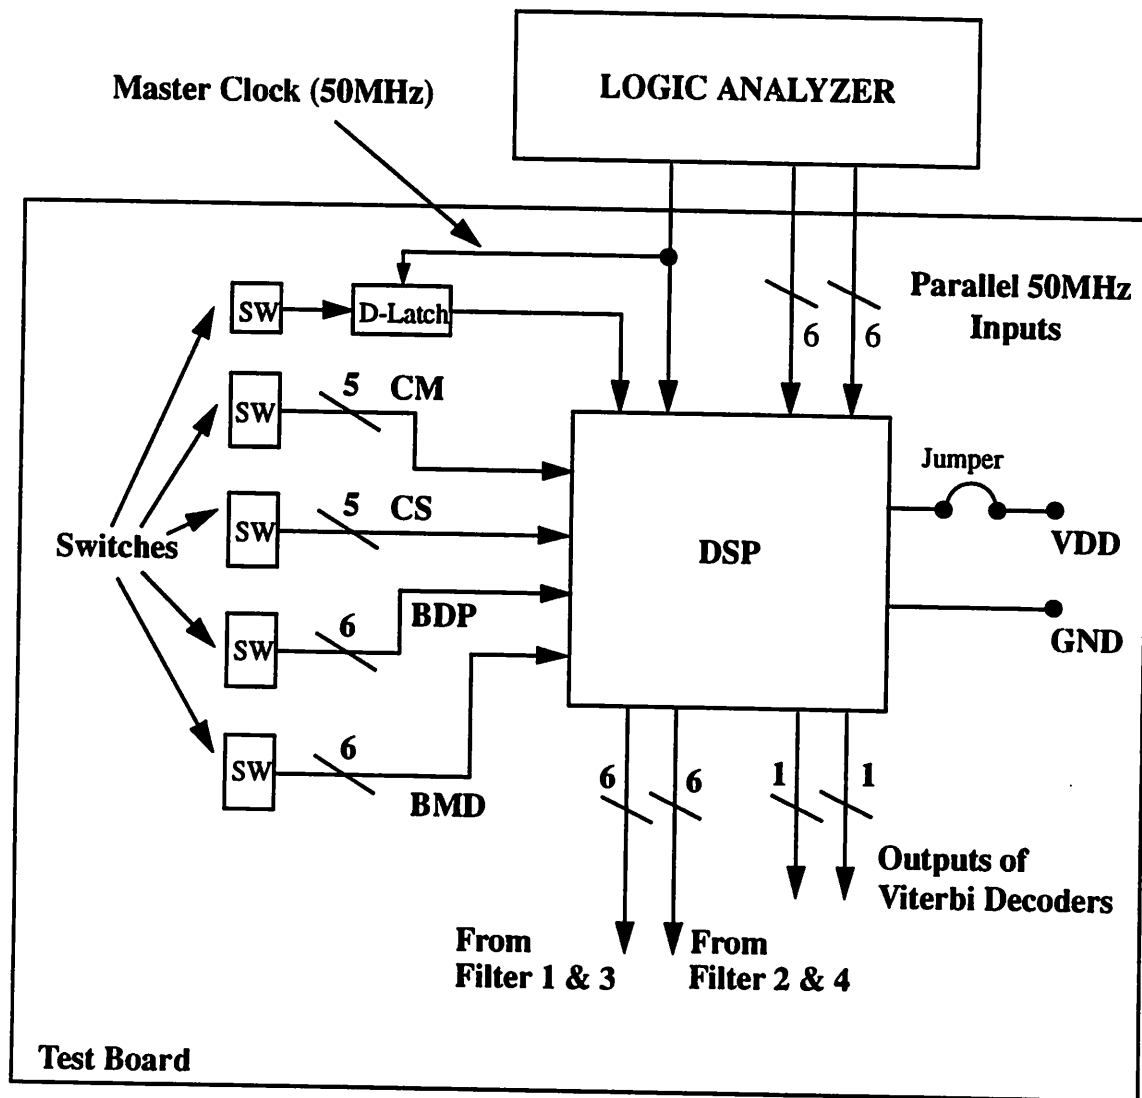 LOGIC ANALYZER
Master Clock (50MHz)
Parallel 50MHz
Inputs
6
6
SW
D-Latch
SW
5
CM
SW
5
CS
Switches
SW
6
BDP
SW
6
BMD
DSP
Jumper
VDD
GND
6
6
1
1
Outputs of
Viterbi Decoders
From
Filter 1 & 3
From
Filter 2 & 4
Test Board